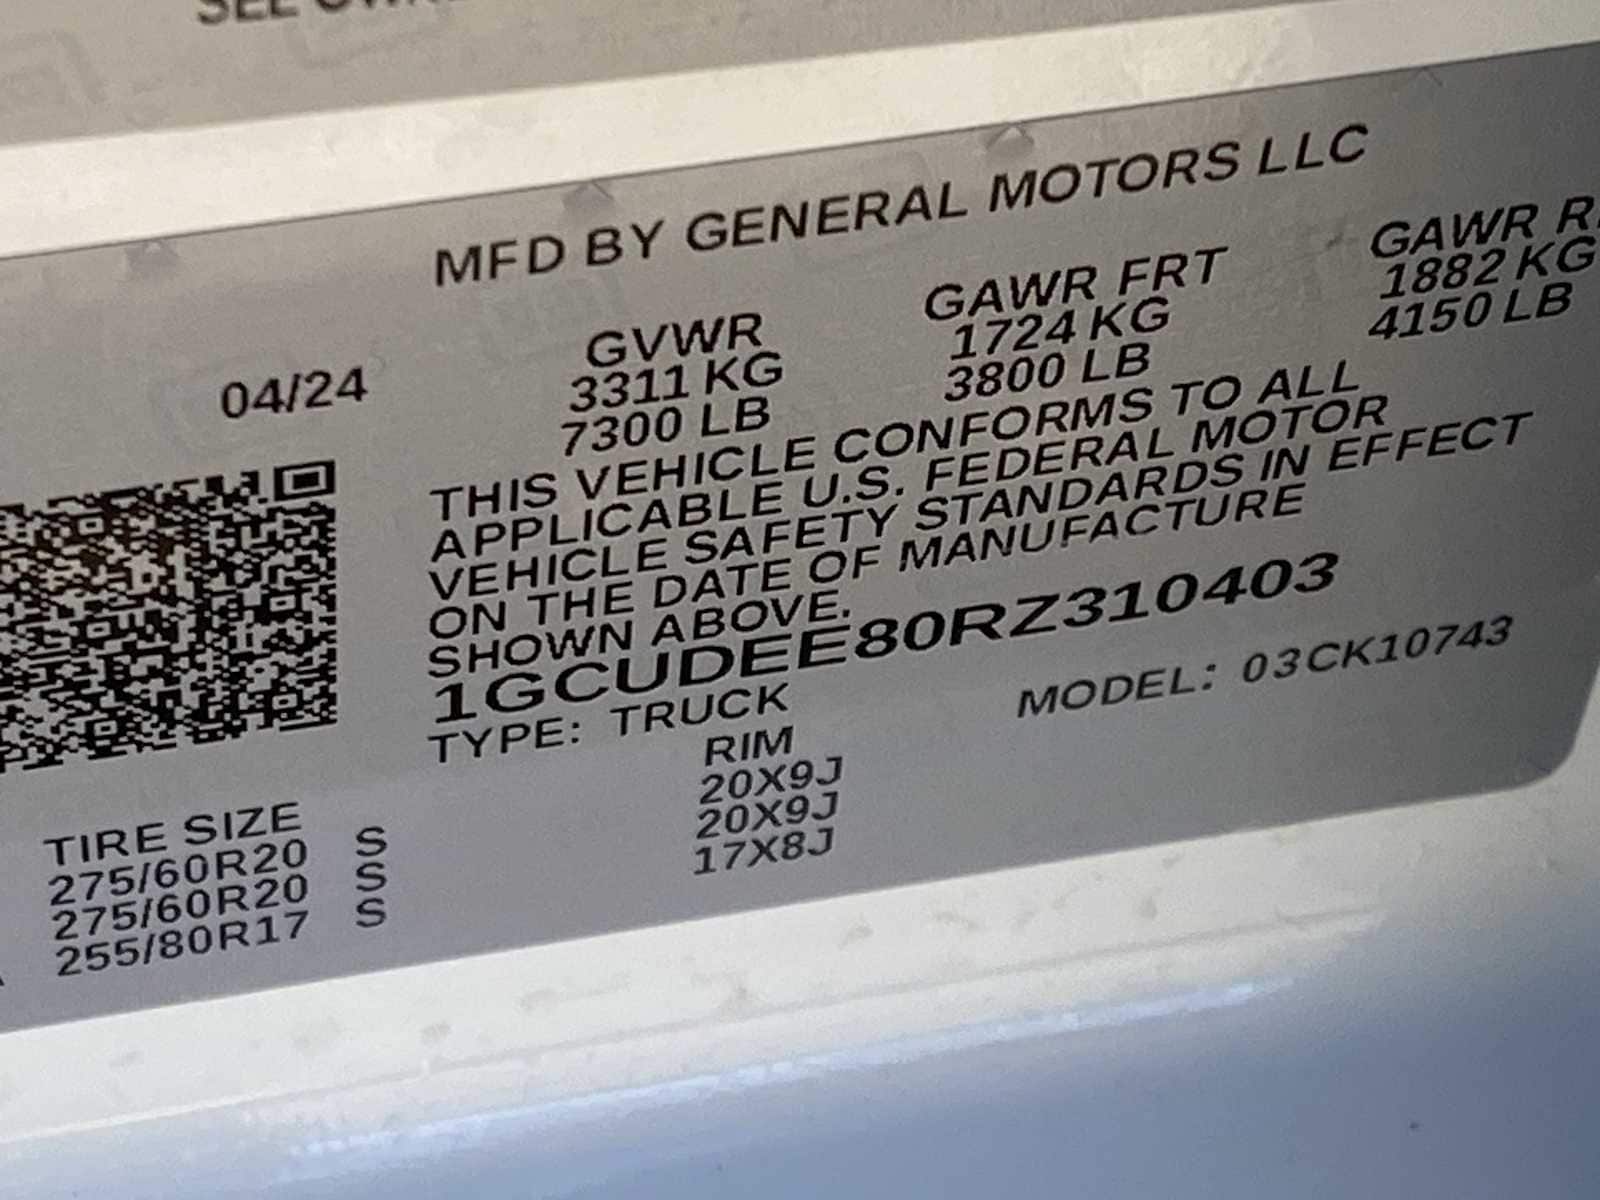 SEE
MFD BY GENERAL MOTORS LLC
04/24 GVWR GAWR FRT GAWR
3311 KG 1724 KG 1882 KG
7300 LB 3800 LB 4150 LB
THIS VEHICLE CONFORMS TO ALL
APPLICABLE U.S. FEDERAL MOTOR
VEHICLE SAFETY STANDARDS IN EFFECT
ON THE DATE OF MANUFACTURE
SHOWN ABOVE.
1GCUDEE80RZ310403
TYPE: TRUCK MODEL: 03CK10743
TIRE SIZE RIM
275/60R20 S 20X9J
275/60R20 S 20X9J
255/80R17 S 17X8J